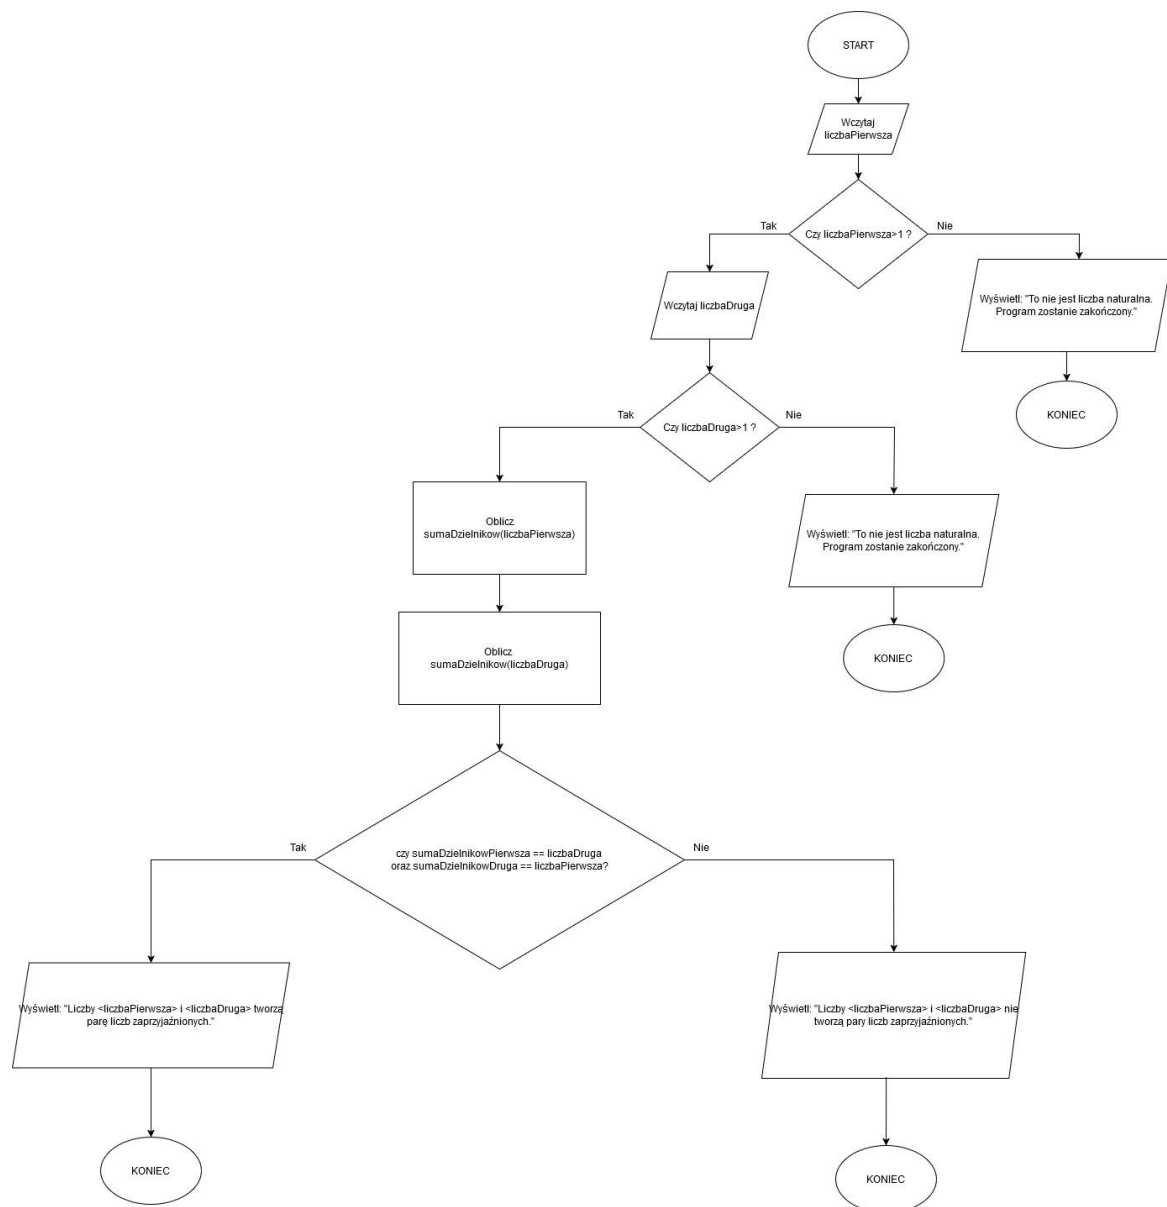 START
Wczytaj
liczbaPierwsza
Tak
Czy liczbaPierwsza>1 ?
Nie
Wczytaj liczbaDruga
Wyświetl: "To nie jest liczba naturalna.
Program zostanie zakończony."
KONIEC
Tak
Czy liczbaDruga>1 ?
Nie
Oblicz
sumaDzielnikow(liczbaPierwsza)
Wyświetl: "To nie jest liczba naturalna.
Program zostanie zakończony."
KONIEC
Oblicz
sumaDzielnikow(liczbaDruga)
Tak
czy sumaDzielnikowPierwsza == liczbaDruga
oraz sumaDzielnikowDruga == liczbaPierwsza?
Nie
Wyświetl: "Liczby <liczbaPierwsza> i <liczbaDruga> tworzą
parę liczb zaprzyjaźnionych."
Wyświetl: "Liczby <liczbaPierwsza> i <liczbaDruga> nie
tworzą pary liczb zaprzyjaźnionych."
KONIEC
KONIEC